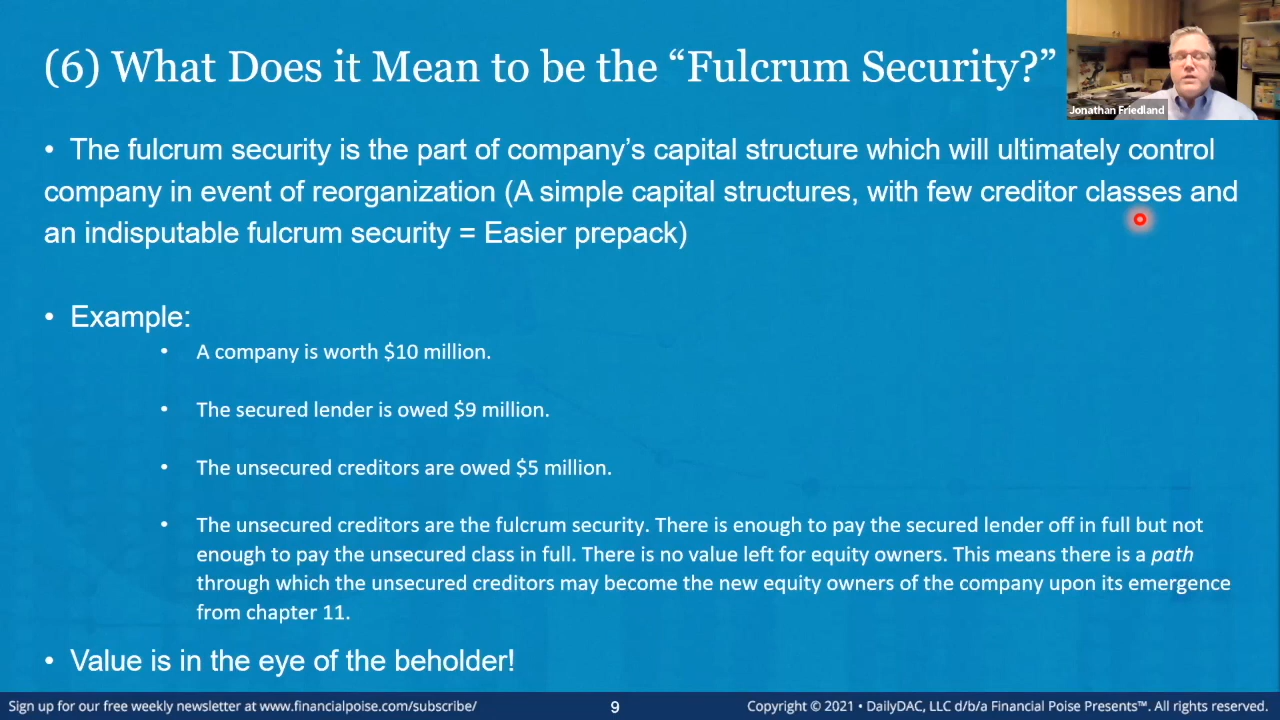 (6) What Does it Mean to be the “Fulcrum Security?”
Jonathan Friedland
• The fulcrum security is the part of company’s capital structure which will ultimately control
company in event of reorganization (A simple capital structures, with few creditor classes and
an indisputable fulcrum security = Easier prepack)
• Example:
• A company is worth $10 million.
• The secured lender is owed $9 million.
• The unsecured creditors are owed $5 million.
• The unsecured creditors are the fulcrum security. There is enough to pay the secured lender off in full but not
enough to pay the unsecured class in full. There is no value left for equity owners. This means there is a path
through which the unsecured creditors may become the new equity owners of the company upon its emergence
from chapter 11.
• Value is in the eye of the beholder!
Sign up for our free weekly newsletter at www.financialpoise.com/subscribe/
9
Copyright © 2021 • DailyDAC, LLC d/b/a Financial Poise Presents™. All rights reserved.